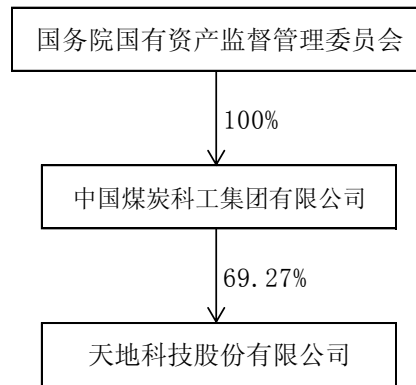 国务院国有资产监督管理委员会
100%
中国煤炭科工集团有限公司
69.27%
天地科技股份有限公司